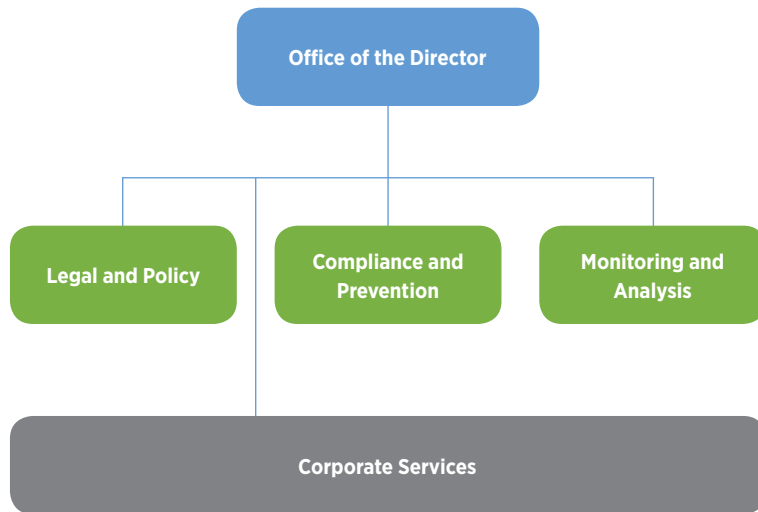 Office of the Director
Legal and Policy
Compliance and
Prevention
Monitoring and
Analysis
Corporate Services